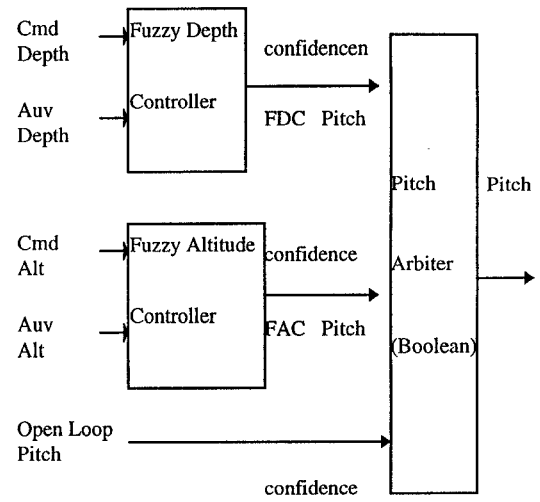 Cmd
Depth
Fuzzy Depth
confidencen
Auv
Depth
Controller
FDC Pitch
Pitch
Pitch
Cmd
Alt
Fuzzy Altitude
confidence
Arbiter
Auv
Alt
Controller
FAC Pitch
(Boolean)
Open Loop
Pitch
confidence